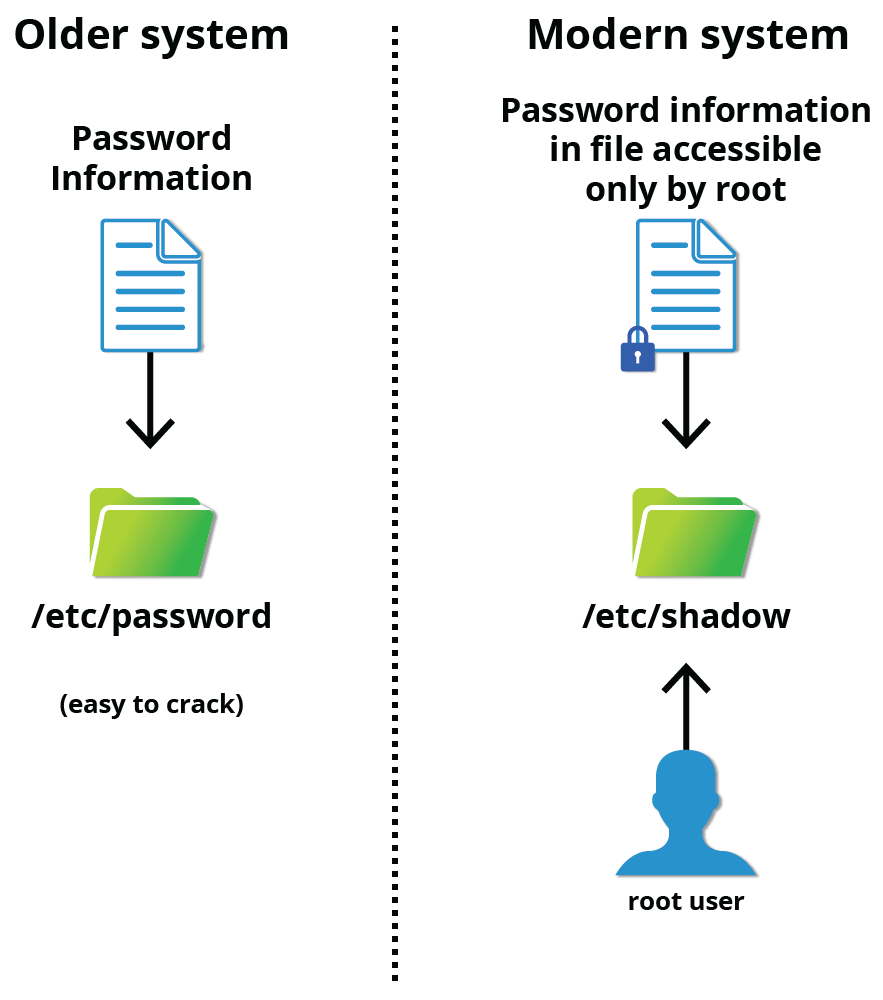 Older system
Password
Information
/etc/password
(easy to crack)
Modern system
Password information
in file accessible
only by root
/etc/shadow
root user